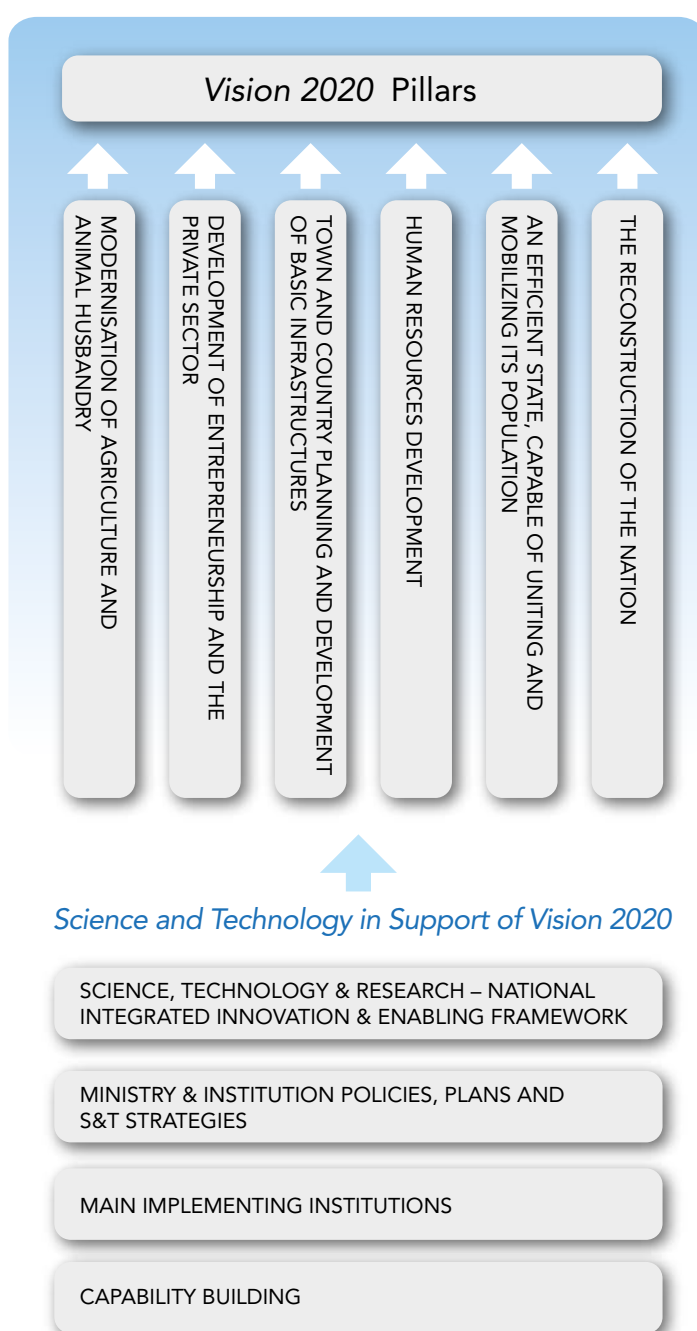 Vision 2020 Pillars
MODERNISATION OF AGRICULTURE AND
ANIMAL HUSBANDRY
DEVELOPMENT OF ENTREPRENEURSHIP AND THE
PRIVATE SECTOR
TOWN AND COUNTRY PLANNING AND DEVELOPMENT
OF BASIC INFRASTRUCTURES
HUMAN RESOURCES DEVELOPMENT
AN EFFICIENT STATE, CAPABLE OF UNITING AND
MOBILIZING ITS POPULATION
THE RECONSTRUCTION OF THE NATION
Science and Technology in Support of Vision 2020
SCIENCE, TECHNOLOGY & RESEARCH – NATIONAL
INTEGRATED INNOVATION & ENABLING FRAMEWORK
MINISTRY & INSTITUTION POLICIES, PLANS AND
S&T STRATEGIES
MAIN IMPLEMENTING INSTITUTIONS
CAPABILITY BUILDING